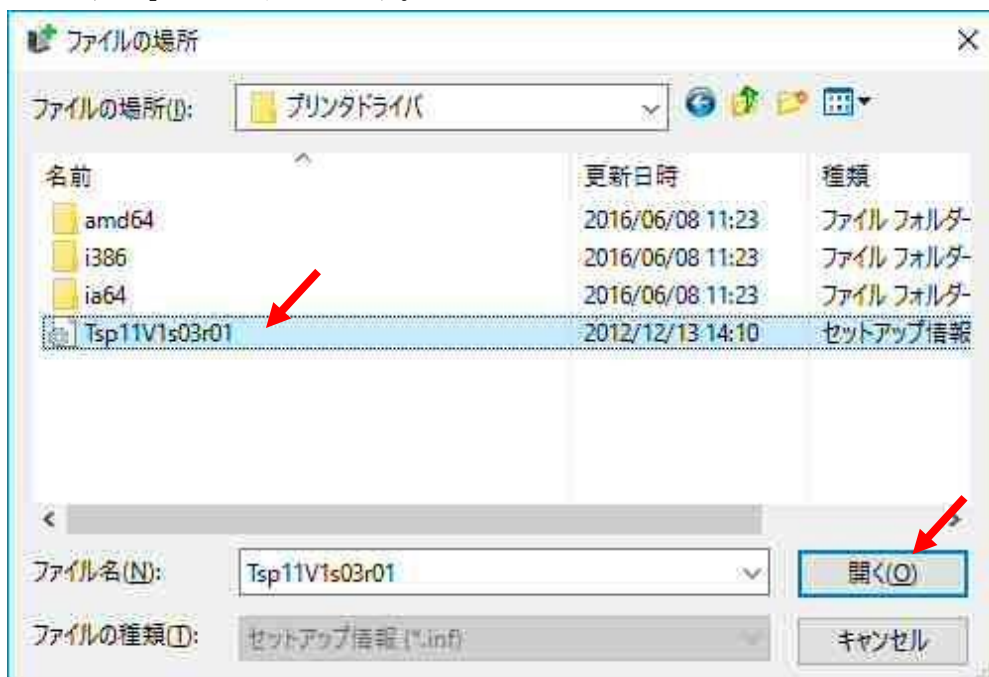 ファイルの場所
ファイルの場所(I): プリンタドライバ
名前 更新日時 種類
amd64 2016/06/08 11:23 ファイル フォルダー
i386 2016/06/08 11:23 ファイル フォルダー
ia64 2016/06/08 11:23 ファイル フォルダー
Tsp11V1s03r01 2012/12/13 14:10 セットアップ情報
ファイル名(N): Tsp11V1s03r01 開く(O)
ファイルの種類(T): セットアップ情報 (*.inf) キャンセル